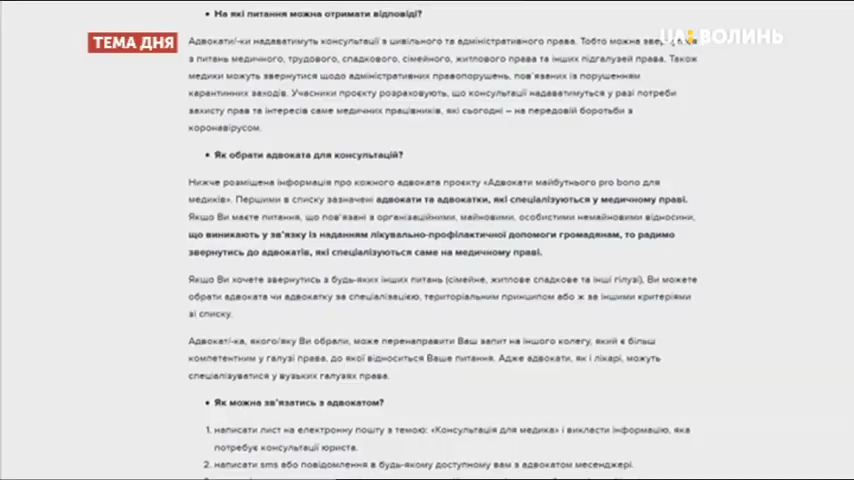 • На які питання можна отримати відповіді?
ТЕМА ДНЯ
UA:ВОЛИНЬ
Адвокати/-ки надаватимуть консультації з цивільного та адміністративного права. Тобто можна
з питань медичного, трудового, спадкового, сімейного, житлового права та інших підгалузей права. Також
медики можуть звернутися щодо адміністративних правопорушень, пов'язаних із порушенням
карантинних заходів. Учасники проєкту розраховують, що консультації надаватимуться у разі потреби
захисту прав та інтересів саме медичних працівників, які сьогодні – на передовій боротьби з
коронавірусом.
• Як обрати адвоката для консультацій?
Нижче розміщена інформація про кожного адвоката проєкту «Адвокати майбутнього pro bono для
медиків». Першими в списку зазначені адвокати та адвокатки, які спеціалізуються у медичному праві.
Якщо Ви маєте питання, що пов'язані з організаційними, майновими, особистими немайновими відносини,
що виникають у зв'язку із наданням лікувально-профілактичної допомоги громадянам, то радимо
звернутись до адвокатів, які спеціалізуються саме на медичному праві.
Якщо Ви хочете звернутись з будь-яких інших питань (сімейне, житлове спадкове та інші гілузі), Ви можете
обрати адвоката чи адвокатку за спеціалізацією, територіальним принципом або ж за іншими критеріями
зі списку.
Адвокат/-ка, якого/яку Ви обрали, може перенаправити Ваш запит на іншого колегу, який є більш
компетентним у галузі права, до якої відноситься Ваше питання. Адже адвокати, як і лікарі, можуть
спеціалізуватися у вузьких галузях права.
• Як можна зв'язатись з адвокатом?
1. написати лист на електронну пошту з темою: «Консультація для медика» і викласти інформацію, яка
потребує консультації юриста.
2. написати sms або повідомлення в будь-якому доступному вам з адвокатом месенджері.